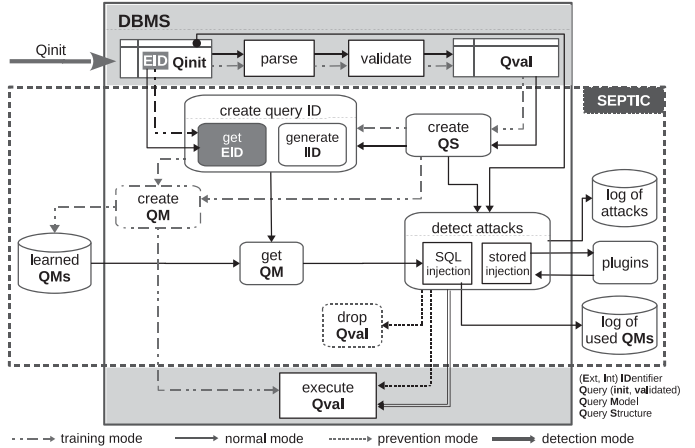 DBMS
Qinit
EID Qinit
parse
validate
Qval
SEPTIC
create query ID
get
EID
generate
IID
create
QS
create
QM
log of
attacks
detect attacks
learned
QMs
get
QM
SQL
injection
stored
injection
plugins
drop
Qval
log of
used QMs
execute
Qval
(Ext, Int) IDentifier
Query (init, validated)
Query Model
Query Structure
training mode
normal mode
prevention mode
detection mode